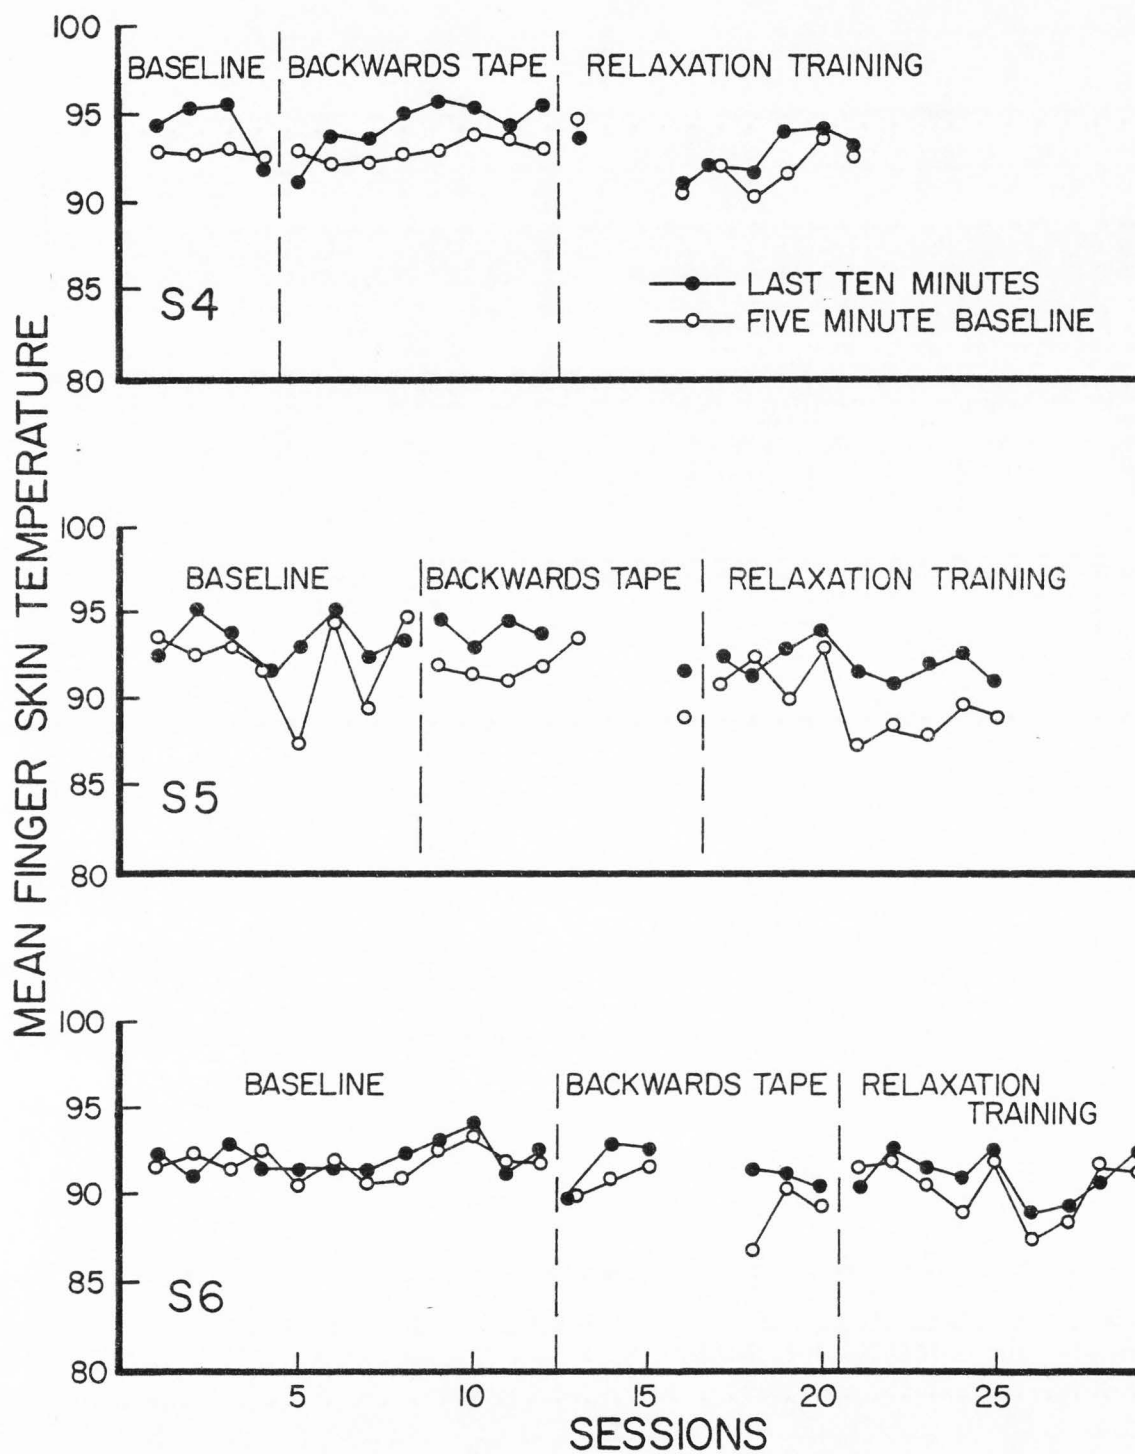 MEAN FINGER SKIN TEMPERATURE
100
BASELINE
BACKWARDS TAPE
RELAXATION TRAINING
95
90
85
S4
LAST TEN MINUTES
FIVE MINUTE BASELINE
80
100
BASELINE
BACKWARDS TAPE
RELAXATION TRAINING
95
90
85
S5
80
100
BASELINE
BACKWARDS TAPE
RELAXATION
TRAINING
95
90
85
S6
80
5
10
15
20
25
SESSIONS